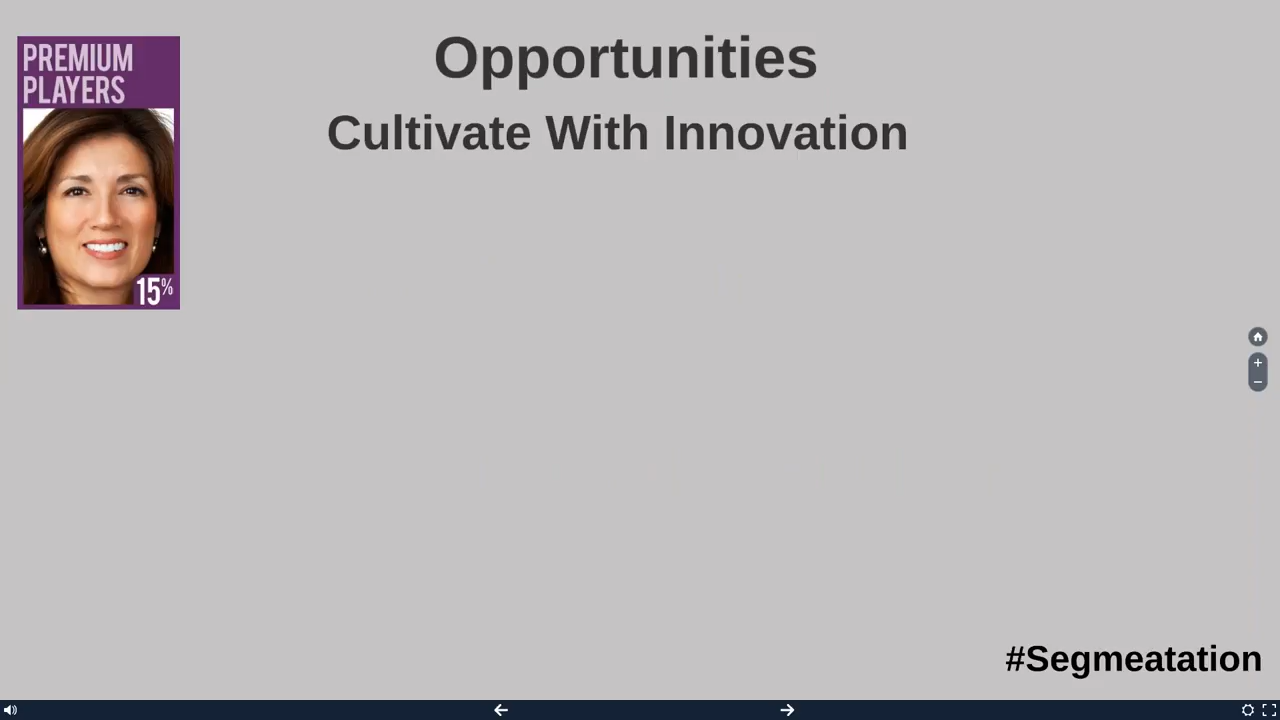 PREMIUM
PLAYERS
15%
Opportunities
Cultivate With Innovation
#Segmeatation